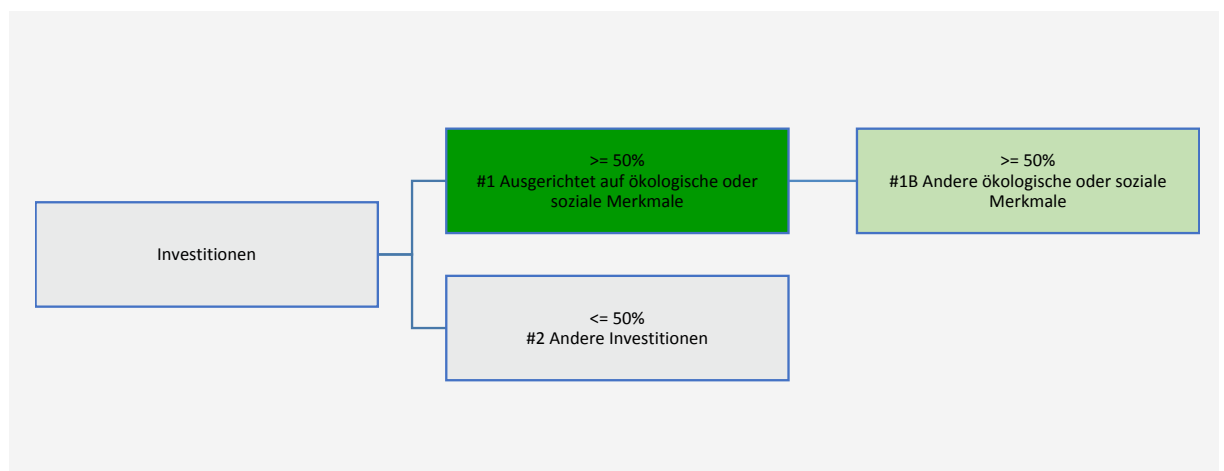 >= 50%
#1 Ausgerichtet auf ökologische oder
soziale Merkmale
>= 50%
#1B Andere ökologische oder soziale
Merkmale
Investitionen
<= 50%
#2 Andere Investitionen